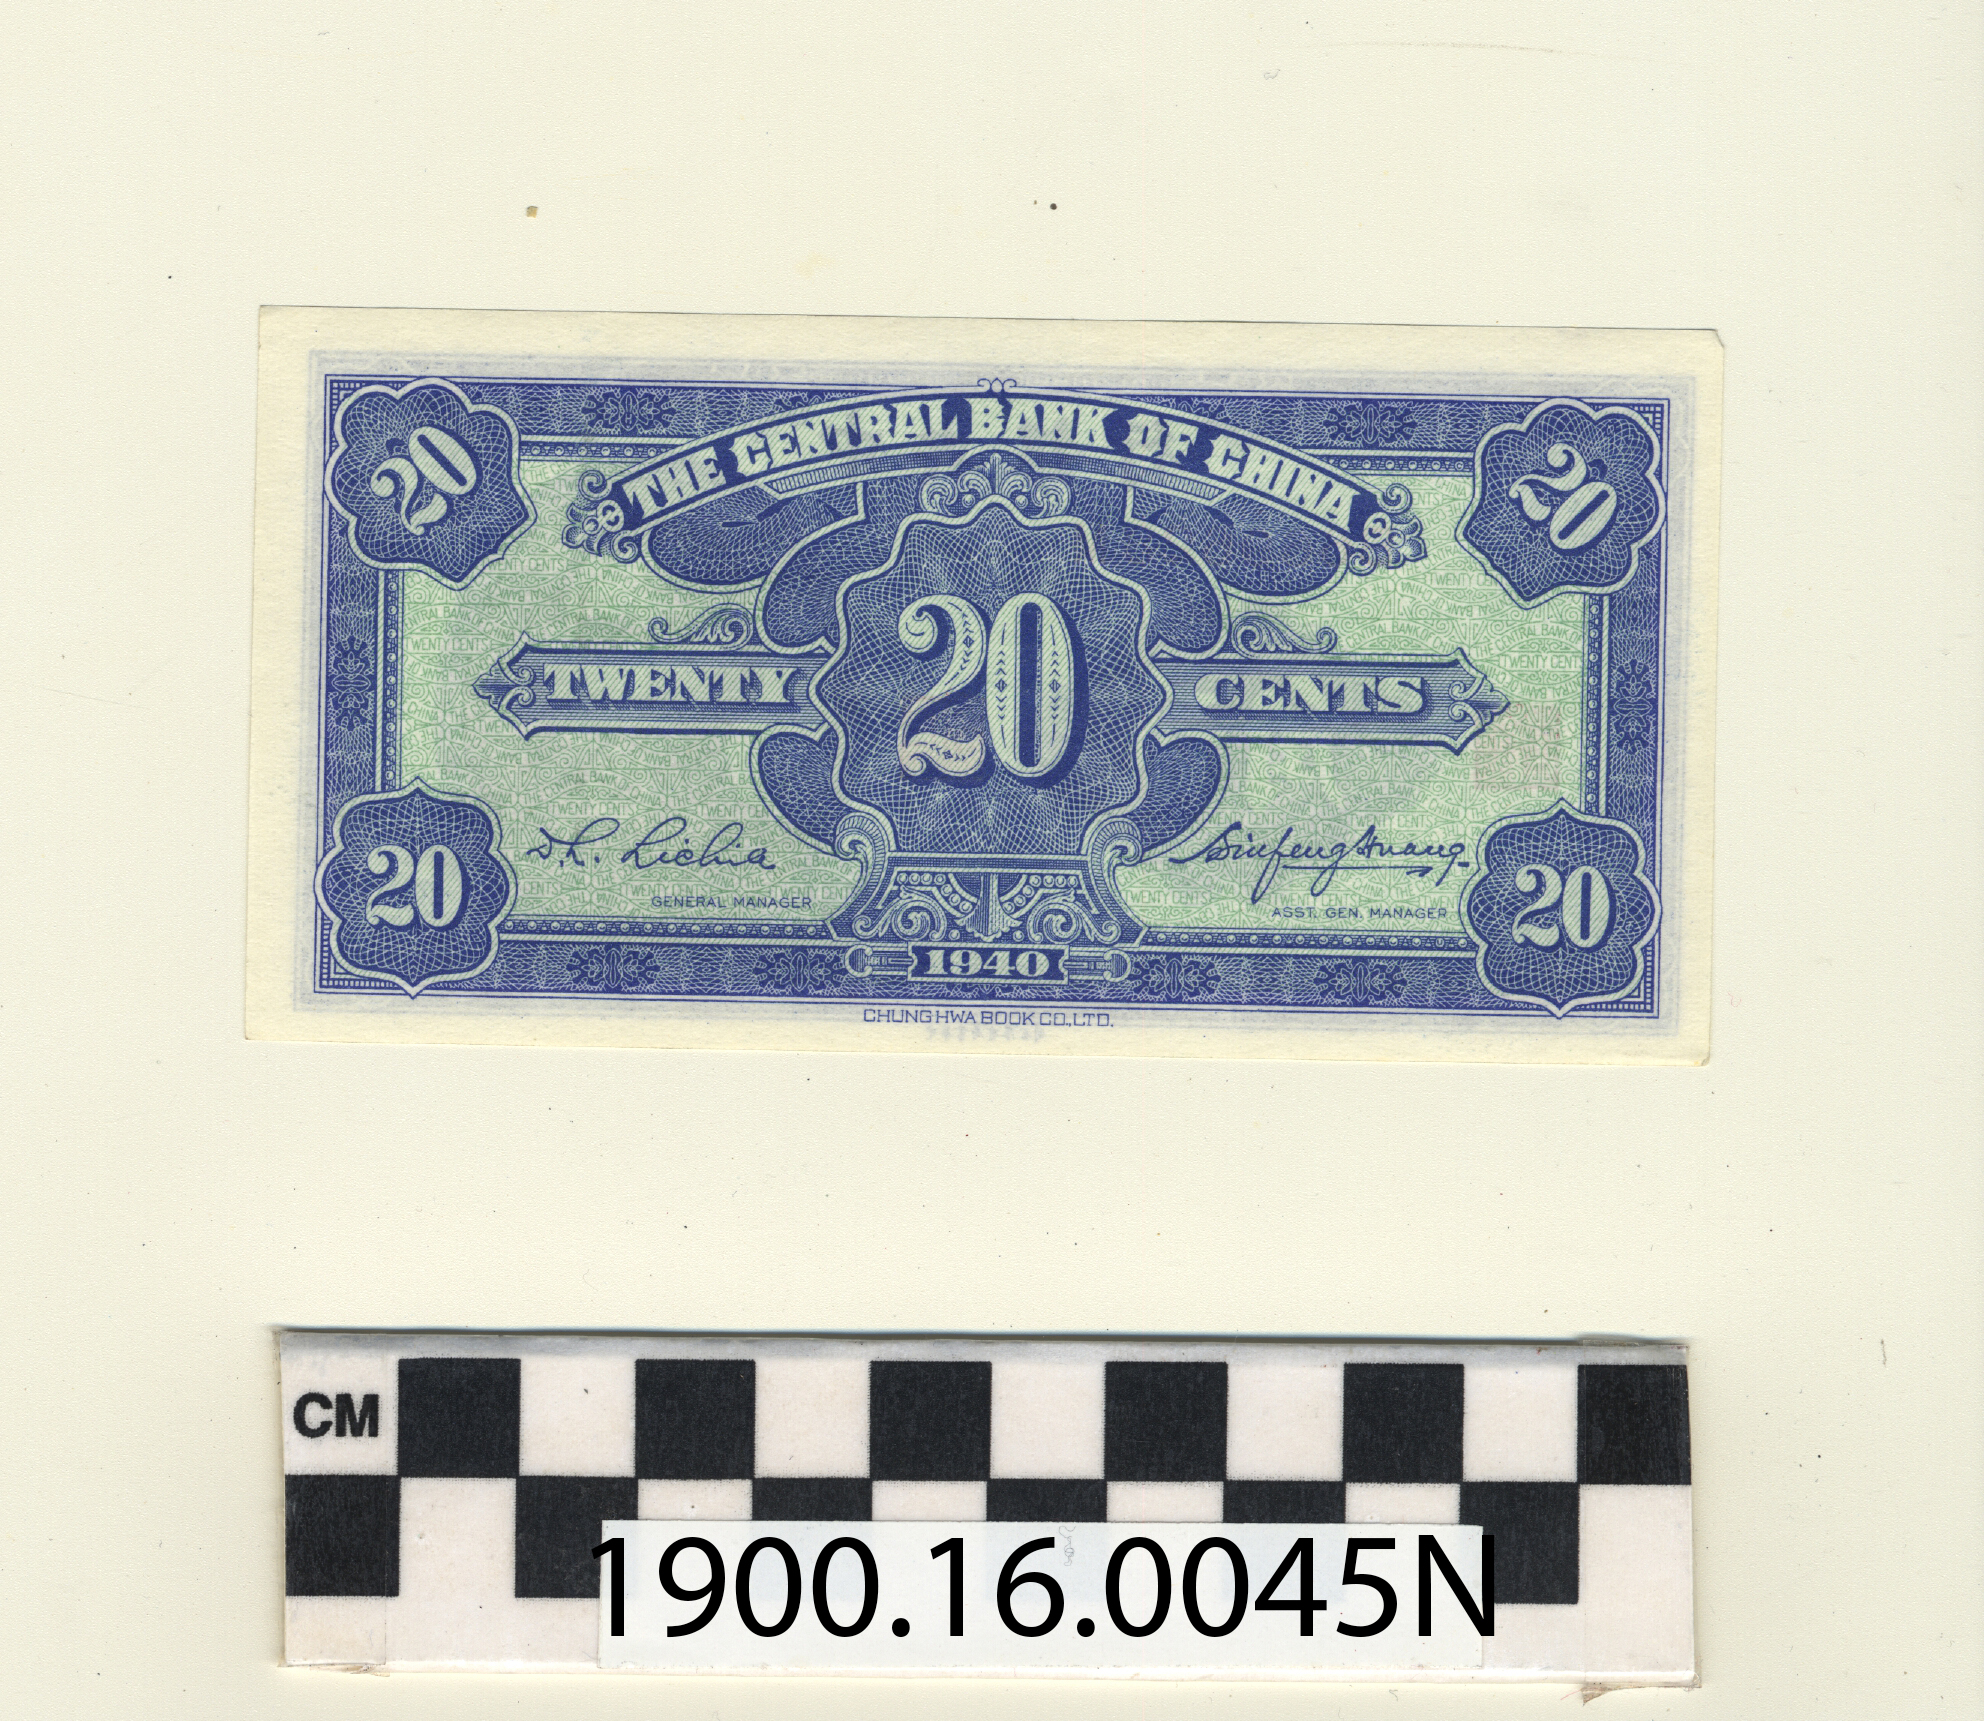 20
20
THE CENTRAL BANK OF CHINA
TWENTY
20
CENTS
GENERAL MANAGER
ASST. GEN. MANAGER
20
20
1940
CHUNG HWA BOOK CO., LTD.
CM
1900.16.0045N